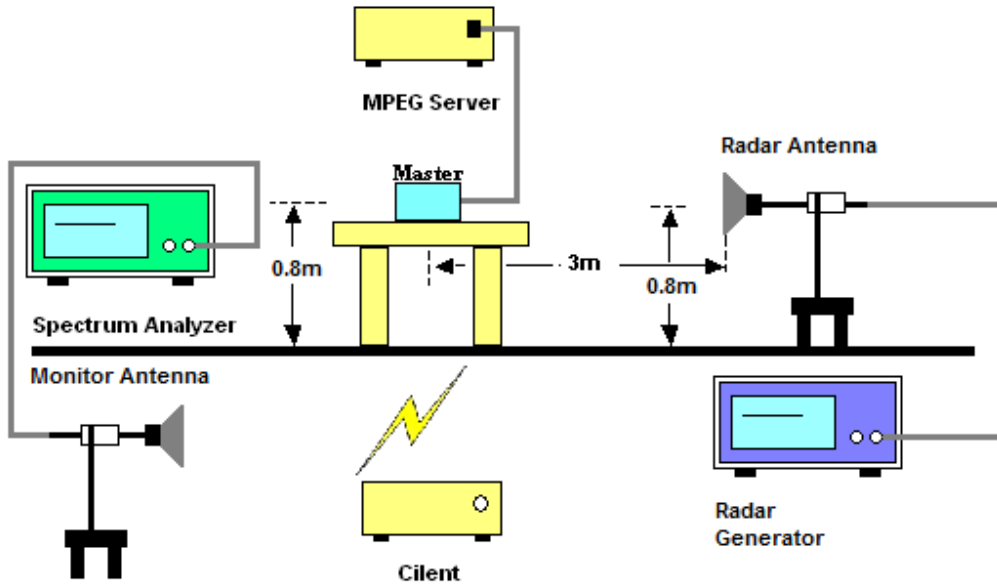 MPEG Server
Radar Antenna
Master
0.8m
3m
0.8m
Spectrum Analyzer
Monitor Antenna
Radar
Generator
Cilent